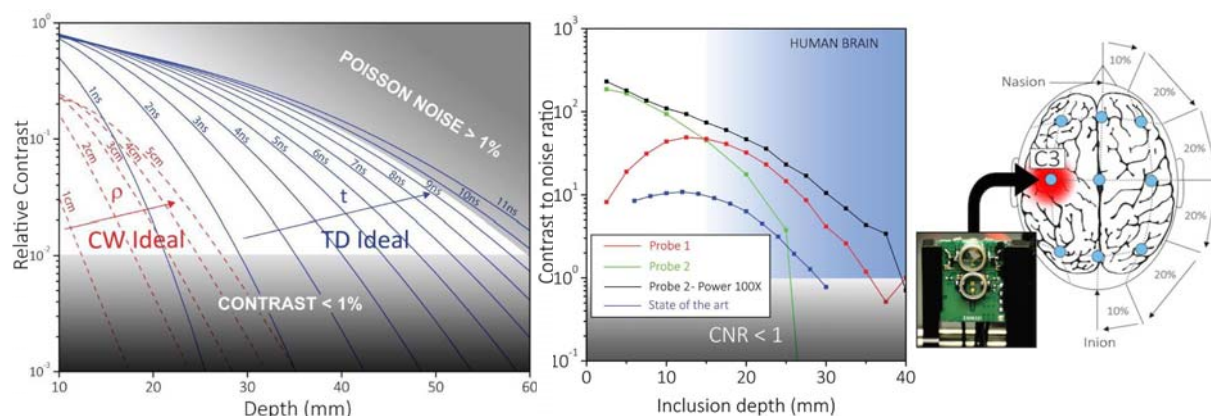 10⁰
10⁻¹
10⁻²
10⁻³
Relative Contrast
POISSON NOISE > 1%
1ns
2ns
3ns
4ns
5ns
6ns
7ns
8ns
9ns
10ns
11ns
1cm
2cm
3cm
4cm
5cm
ρ
t
CW Ideal
TD Ideal
CONTRAST < 1%
10
20
30
40
50
60
Depth (mm)
10³
10²
10¹
10⁰
10⁻¹
Contrast to noise ratio
HUMAN BRAIN
Probe 1
Probe 2
Probe 2- Power 100X
State of the art
CNR < 1
0
10
20
30
40
Inclusion depth (mm)
10%
Nasion
20%
20%
C3
20%
20%
10%
Inion